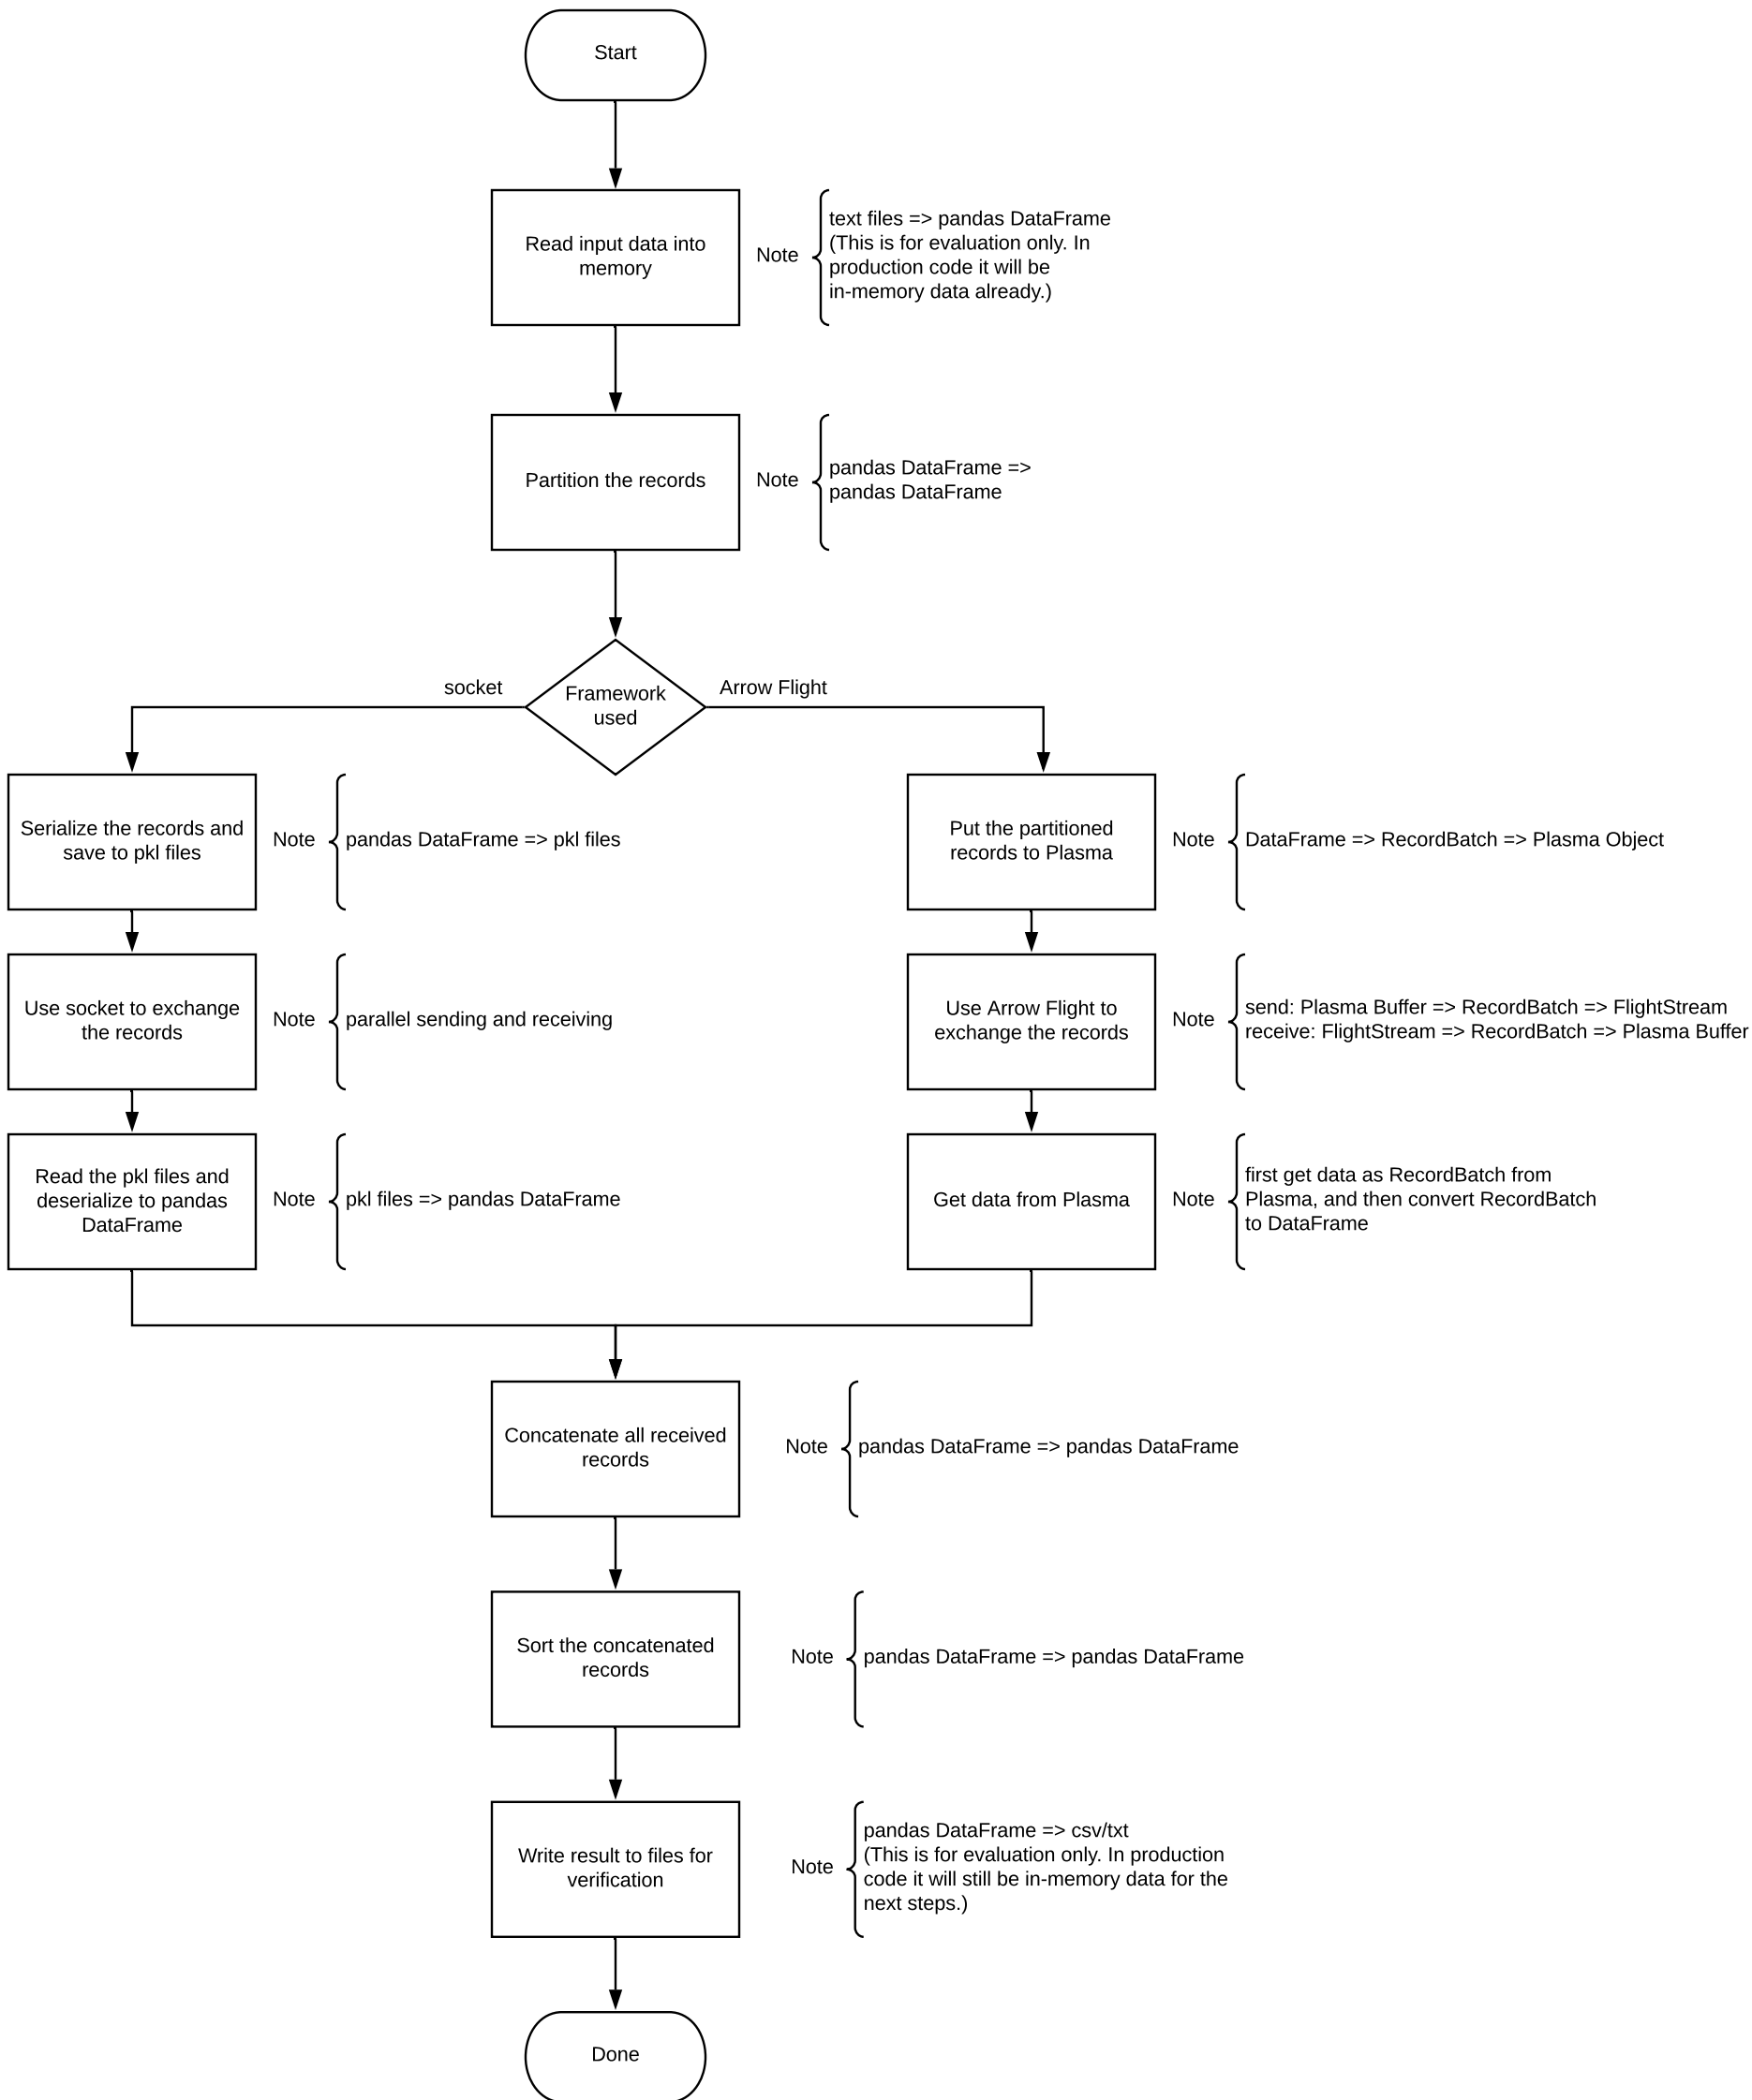 Start
Read input data into
memory
Note
text files => pandas DataFrame
(This is for evaluation only. In
production code it will be
in-memory data already.)
Partition the records
Note
pandas DataFrame =>
pandas DataFrame
Framework
used
socket
Arrow Flight
Serialize the records and
save to pkl files
Note
pandas DataFrame => pkl files
Put the partitioned
records to Plasma
Note
DataFrame => RecordBatch => Plasma Object
Use socket to exchange
the records
Note
parallel sending and receiving
Use Arrow Flight to
exchange the records
Note
send: Plasma Buffer => RecordBatch => FlightStream
receive: FlightStream => RecordBatch => Plasma Buffer
Read the pkl files and
deserialize to pandas
DataFrame
Note
pkl files => pandas DataFrame
Get data from Plasma
Note
first get data as RecordBatch from
Plasma, and then convert RecordBatch
to DataFrame
Concatenate all received
records
Note
pandas DataFrame => pandas DataFrame
Sort the concatenated
records
Note
pandas DataFrame => pandas DataFrame
Write result to files for
verification
Note
pandas DataFrame => csv/txt
(This is for evaluation only. In production
code it will still be in-memory data for the
next steps.)
Done